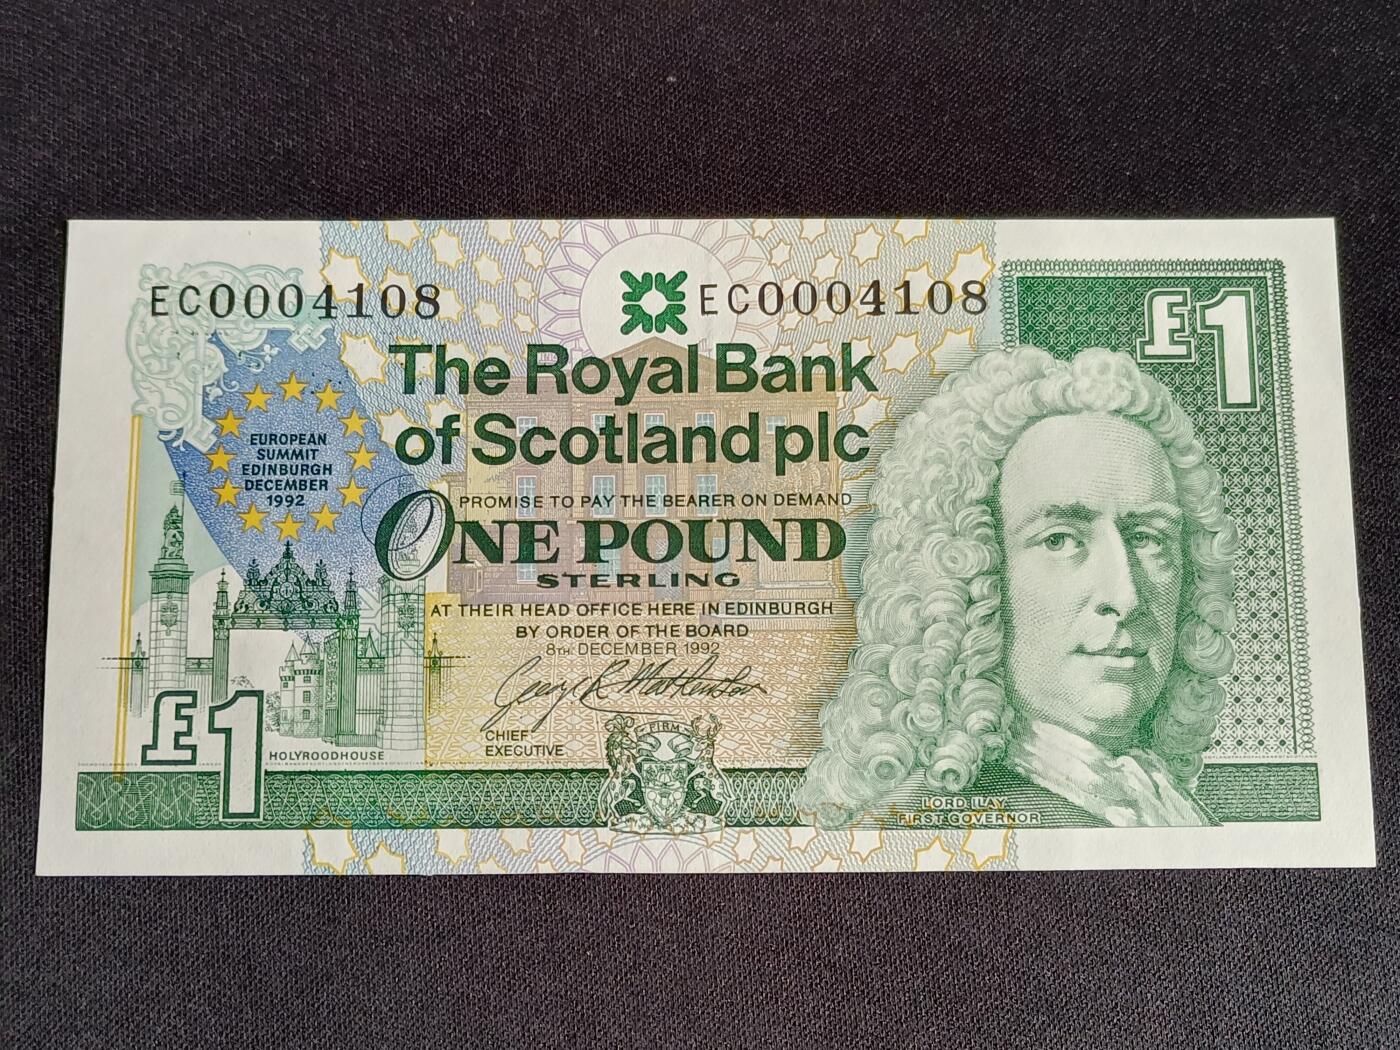 EC0004108
EC0004108
£1
The Royal Bank
of Scotland plc
EUROPEAN
SUMMIT
EDINBURGH
DECEMBER
1992
PROMISE TO PAY THE BEARER ON DEMAND
ONE POUND
STERLING
AT THEIR HEAD OFFICE HERE IN EDINBURGH
BY ORDER OF THE BOARD
8TH DECEMBER 1992
CHIEF
EXECUTIVE
FIRM
£1
HOLYROODHOUSE
LORD ILAY
FIRST GOVERNOR